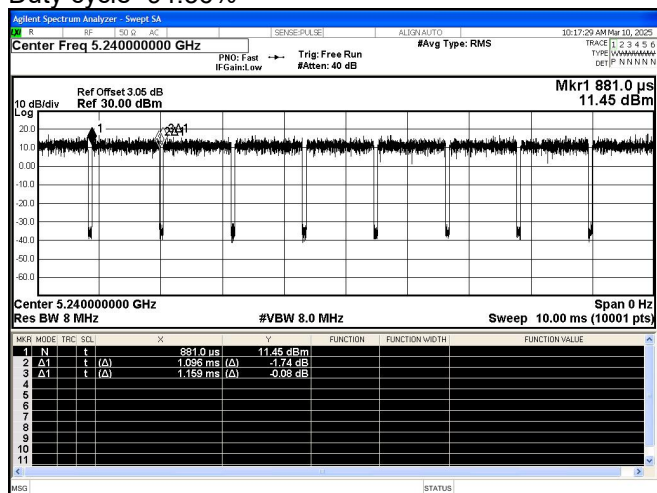 Agilent Spectrum Analyzer - Swept SA
R RF 50 Ω AC SENSE:PULSE ALIGNAUTO 10:17:29 AM Mar 10, 2025
Center Freq 5.240000000 GHz #Avg Type: RMS TRACE 1 2 3 4 5 6
PNO: Fast Trig: Free Run TYPE
IFGain:Low #Atten: 40 dB DET P N N N N N
Mkr1 881.0 µs
Ref Offset 3.05 dB
10 dB/div Ref 30.00 dBm 11.45 dBm
Log
20.0
10.0
0.00
-10.0
-20.0
-30.0
-40.0
-50.0
-60.0
1
Center 5.240000000 GHz Span 0 Hz
Res BW 8 MHz #VBW 8.0 MHz Sweep 10.00 ms (10001 pts)
MKR MODE TRC SCL X Y FUNCTION FUNCTION WIDTH FUNCTION VALUE
1 N t 881.0 µs 11.45 dBm
2 Δ1 t (Δ) 1.096 ms (Δ) -1.74 dB
3 Δ1 t (Δ) 1.159 ms (Δ) -0.08 dB
4
5
6
7
8
9
10
11
MSG STATUS